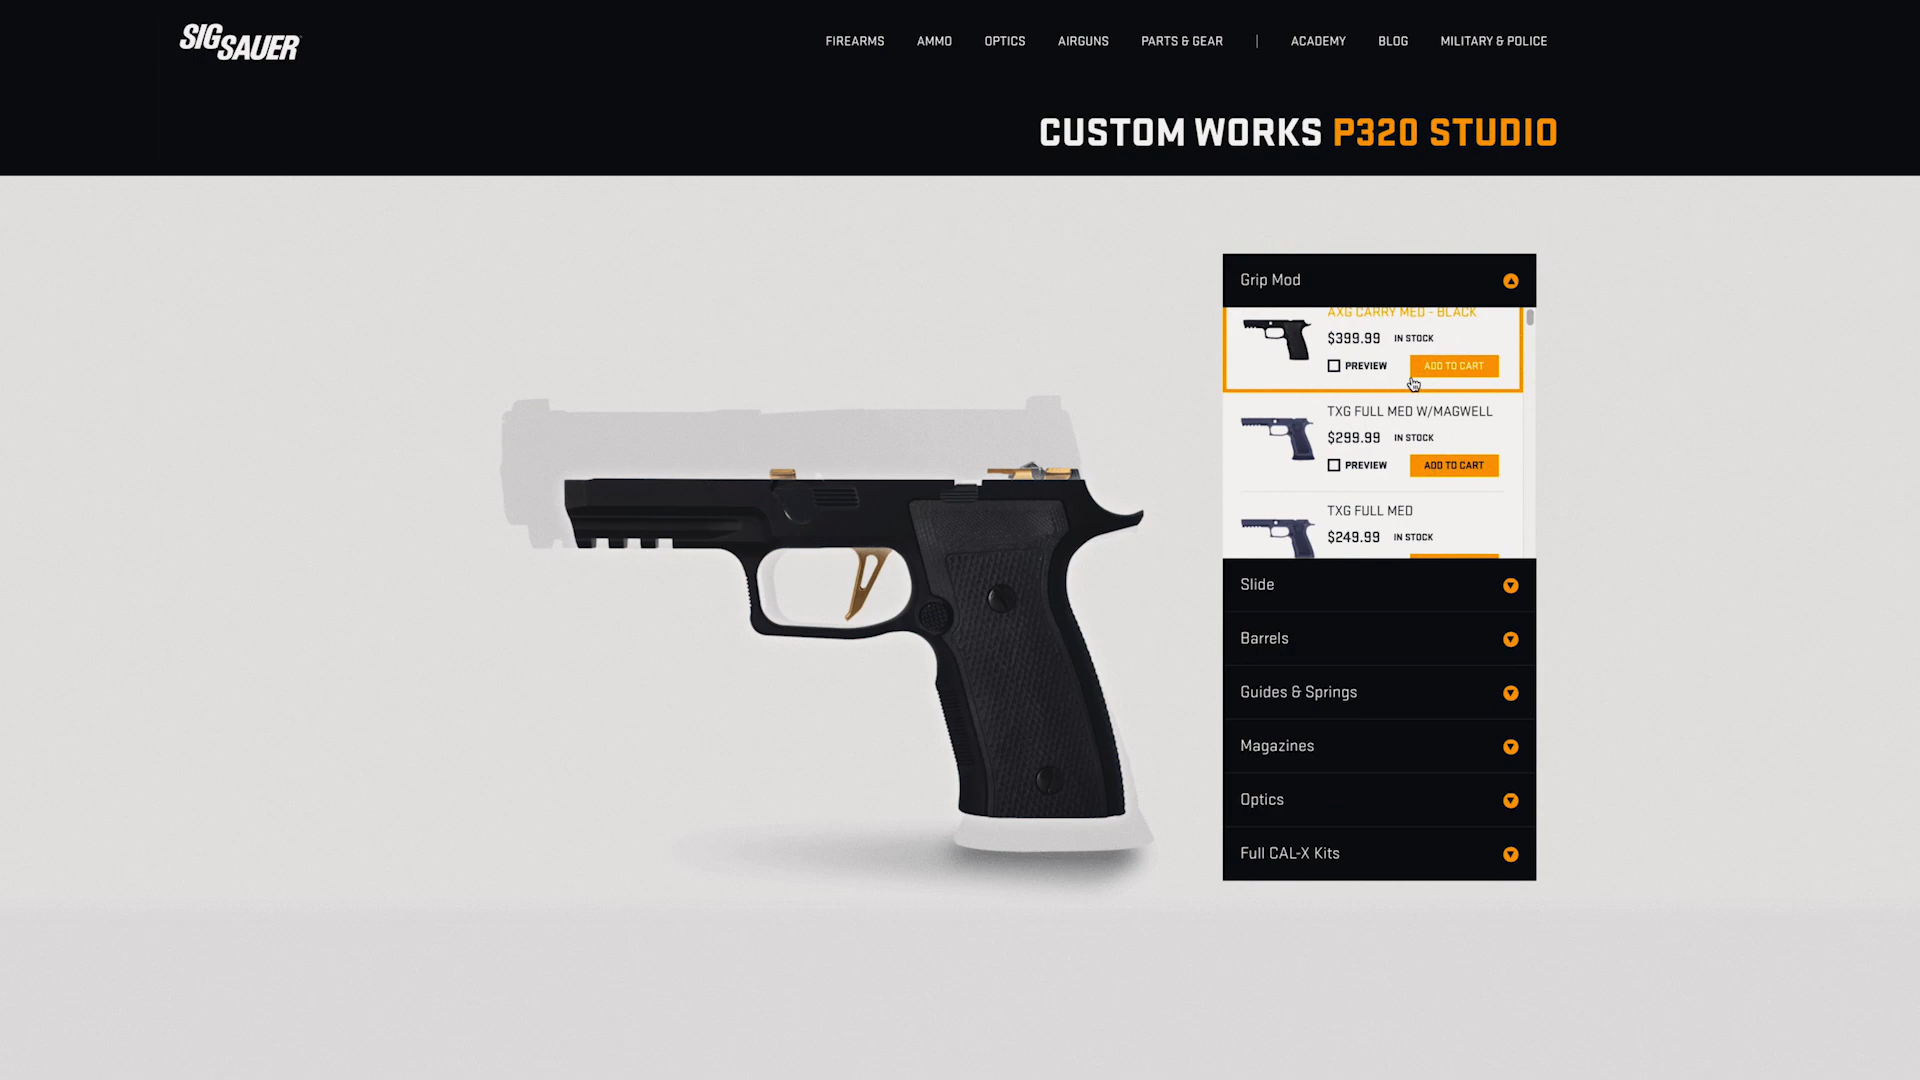 SIG SAUER
FIREARMS AMMO OPTICS AIRGUNS PARTS & GEAR | ACADEMY BLOG MILITARY & POLICE
CUSTOM WORKS P320 STUDIO
Grip Mod
AXG CARRY MED - BLACK
$399.99 IN STOCK
PREVIEW ADD TO CART
TXG FULL MED W/MAGWELL
$299.99 IN STOCK
PREVIEW ADD TO CART
TXG FULL MED
$249.99 IN STOCK
Slide
Barrels
Guides & Springs
Magazines
Optics
Full CAL-X Kits